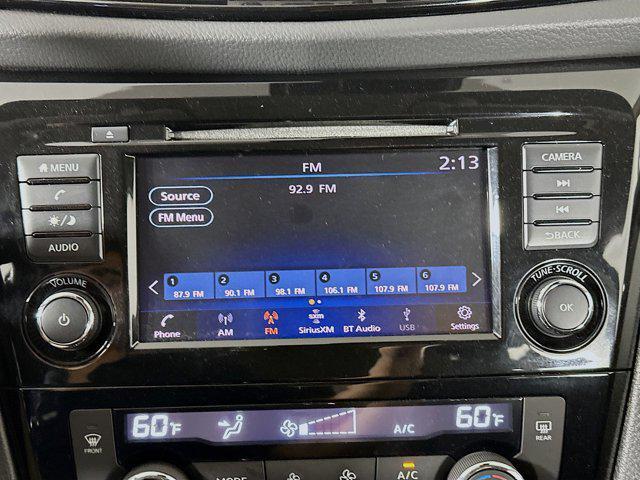 MENU
AUDIO
VOLUME
FM
2:13
92.9 FM
Source
FM Menu
1 2 3 4 5 6
87.9 FM 90.1 FM 98.1 FM 106.1 FM 107.9 FM 107.9 FM
Phone AM FM SiriusXM BT Audio USB Settings
sxm
CAMERA
BACK
TUNE·SCROLL
OK
60°F A/C 60°F
FRONT
REAR
MODE
A/C